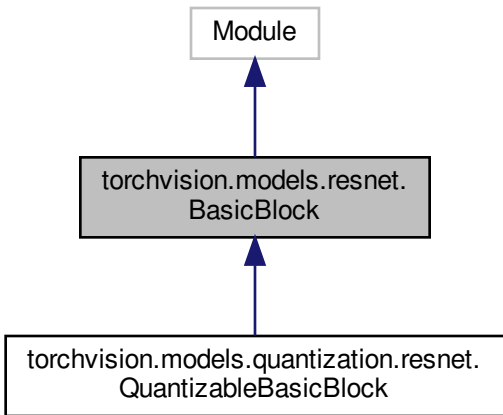 Module
torchvision.models.resnet.
BasicBlock
torchvision.models.quantization.resnet.
QuantizableBasicBlock